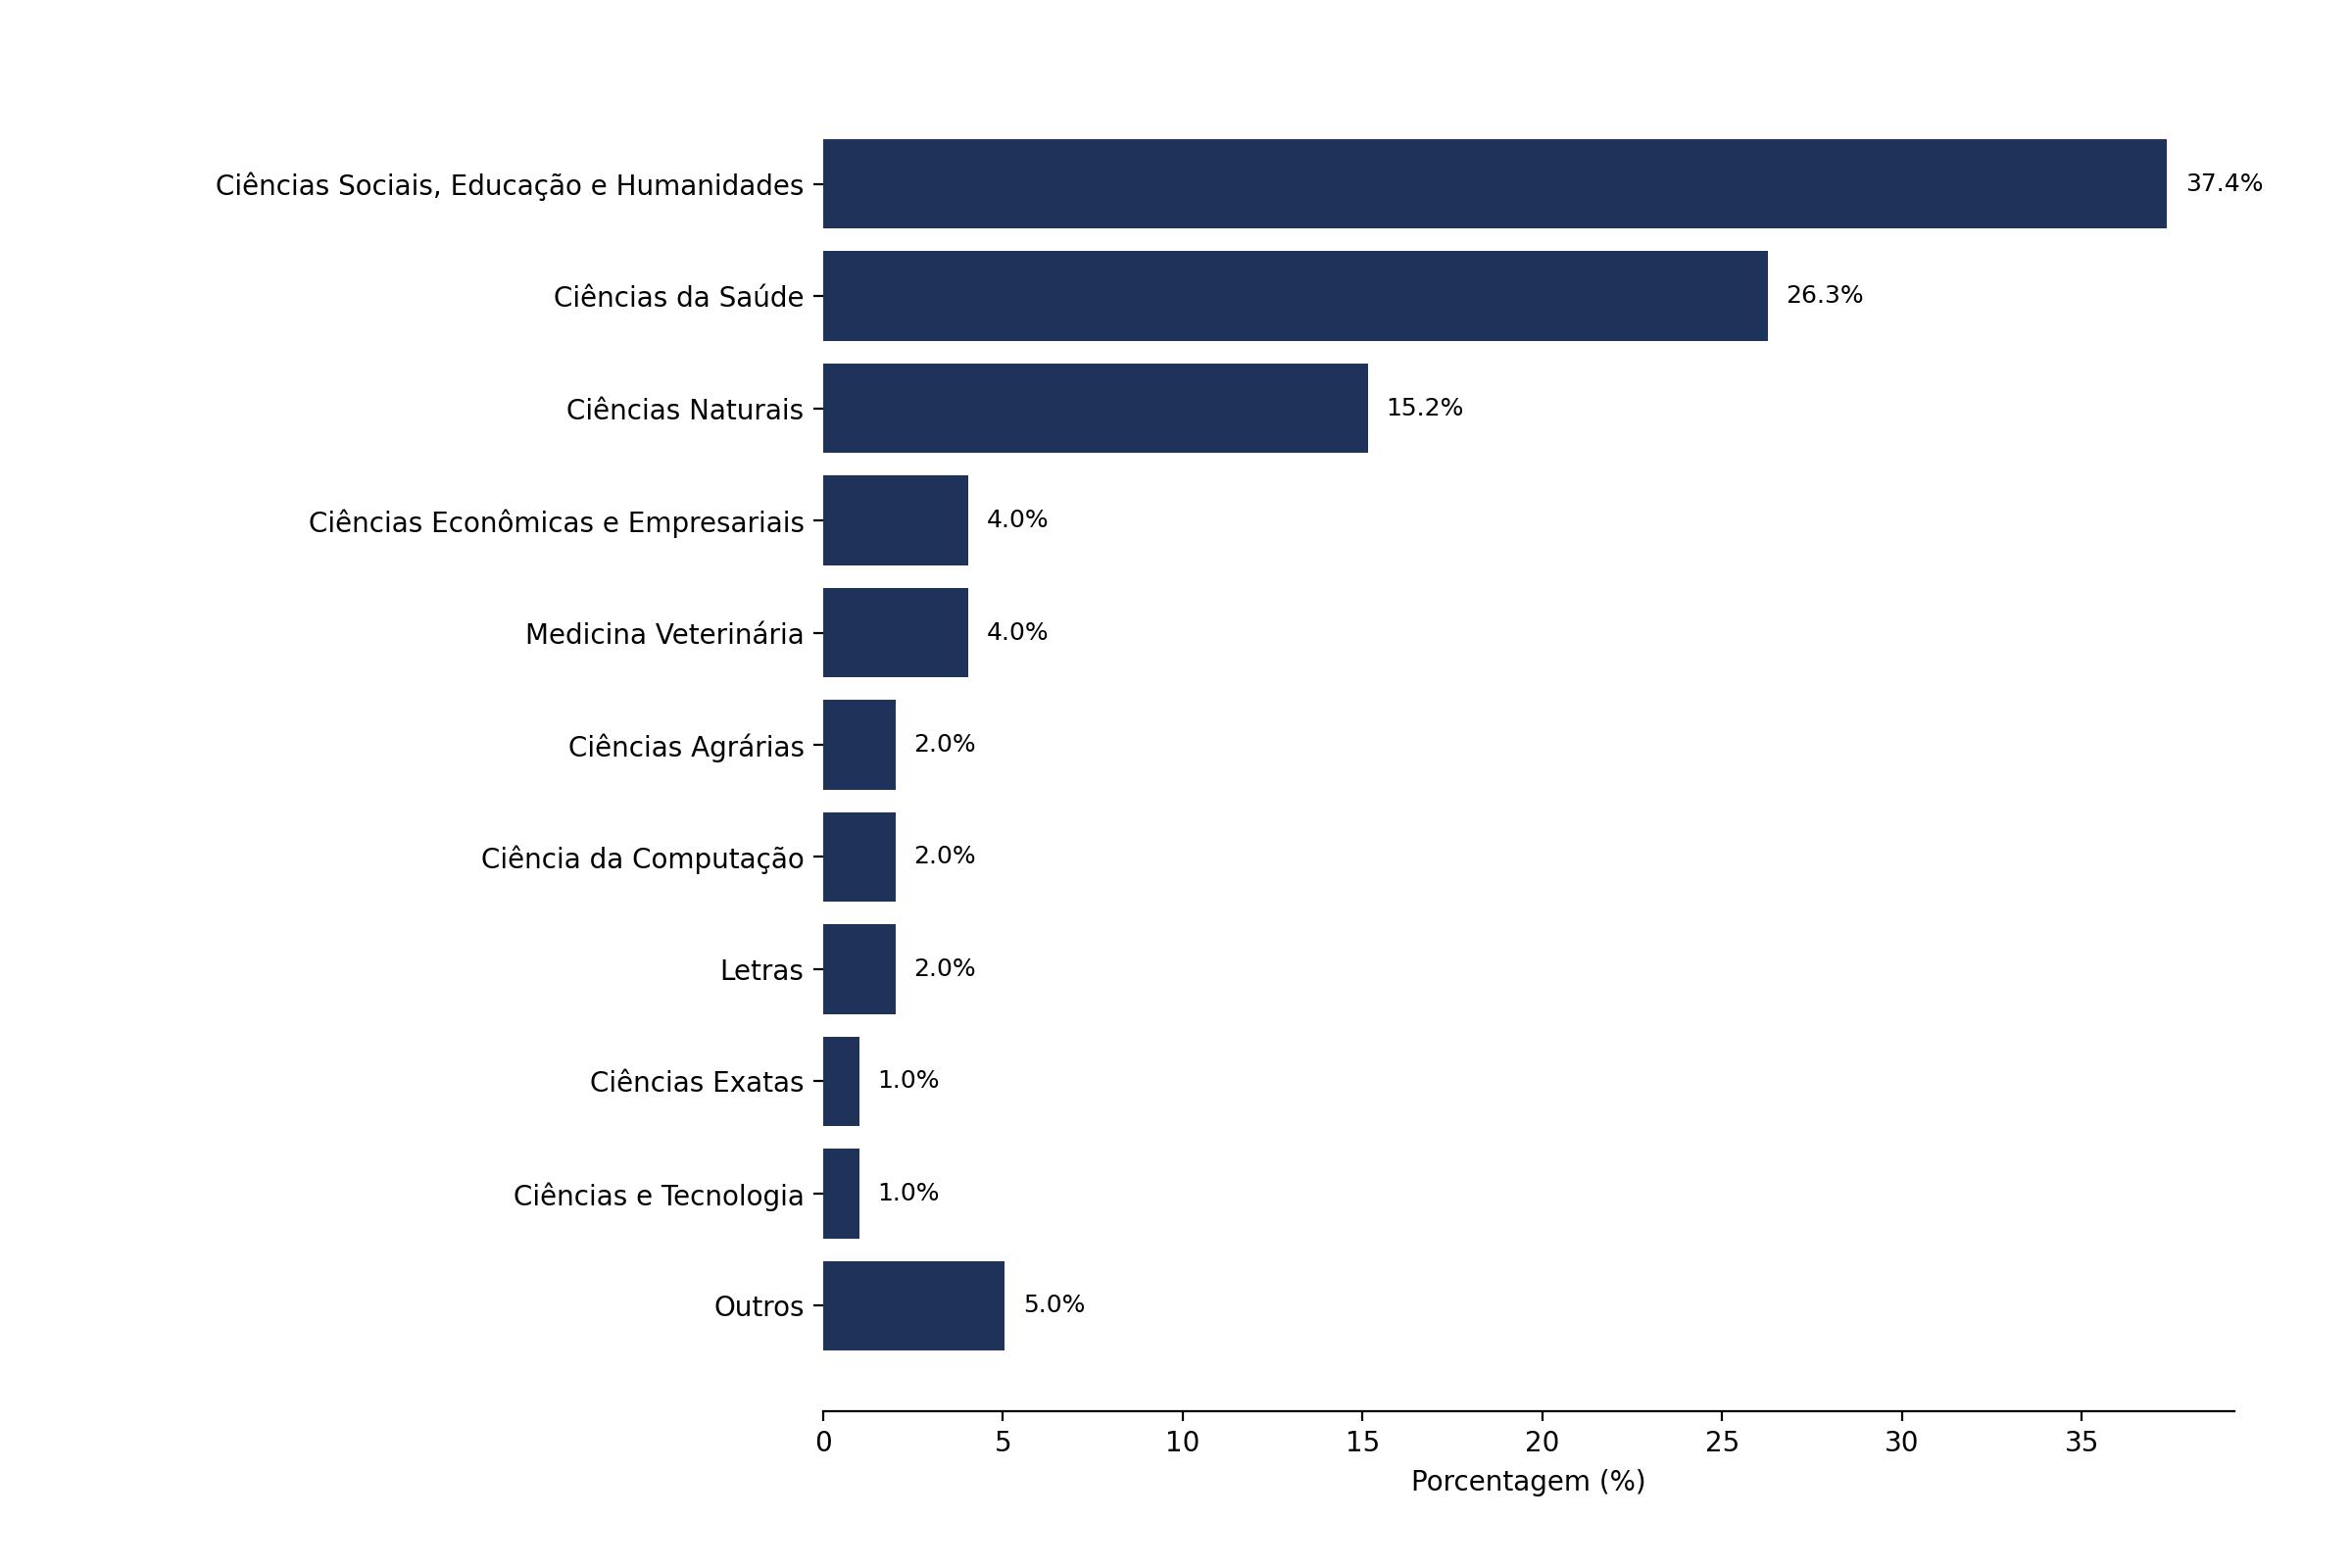 Ciências Sociais, Educação e Humanidades 37.4%
Ciências da Saúde 26.3%
Ciências Naturais 15.2%
Ciências Econômicas e Empresariais 4.0%
Medicina Veterinária 4.0%
Ciências Agrárias 2.0%
Ciência da Computação 2.0%
Letras 2.0%
Ciências Exatas 1.0%
Ciências e Tecnologia 1.0%
Outros 5.0%
0 5 10 15 20 25 30 35
Porcentagem (%)